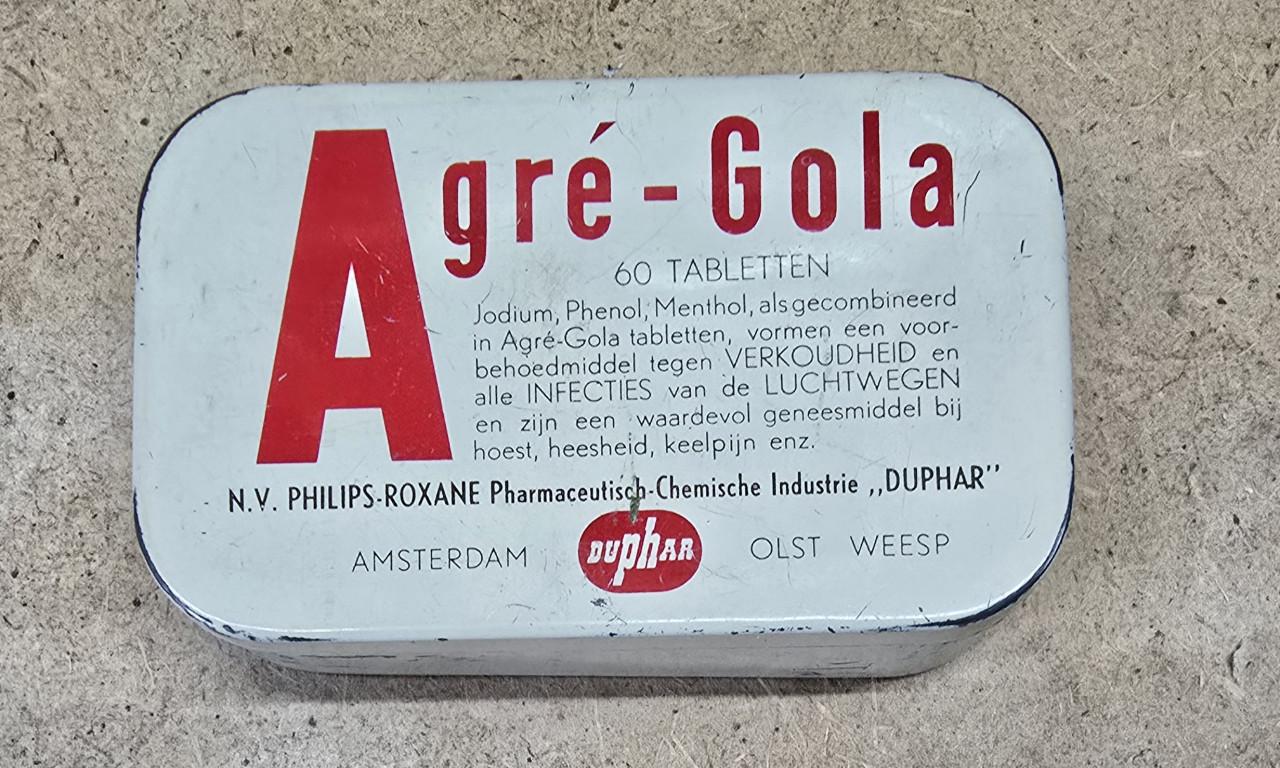 Agré-Gola
60 TABLETTEN
Jodium, Phenol, Menthol, als gecombineerd
in Agré-Gola tabletten, vormen een voor-
behoedmiddel tegen VERKOUDHEID en
alle INFECTIES van de LUCHTWEGEN
en zijn een waardevol geneesmiddel bij
hoest, heesheid, keelpijn enz.
N.V. PHILIPS-ROXANE Pharmaceutisch-Chemische Industrie „DUPHAR”
AMSTERDAM DUPHAR OLST WEESP